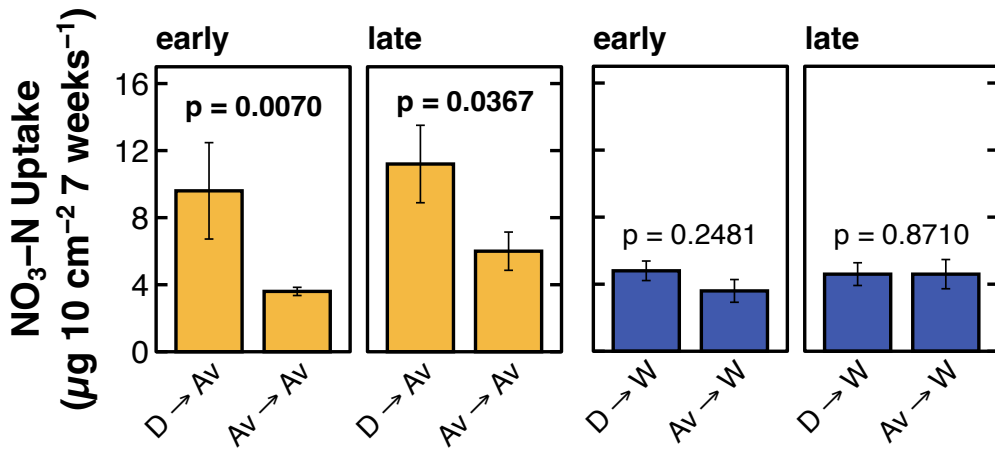 early late early late
NO₃–N Uptake
(µg 10 cm⁻² 7 weeks⁻¹)
16
12
8
4
0
p = 0.0070
p = 0.0367
p = 0.2481
p = 0.8710
D → Av
Av → Av
D → Av
Av → Av
D → W
Av → W
D → W
Av → W